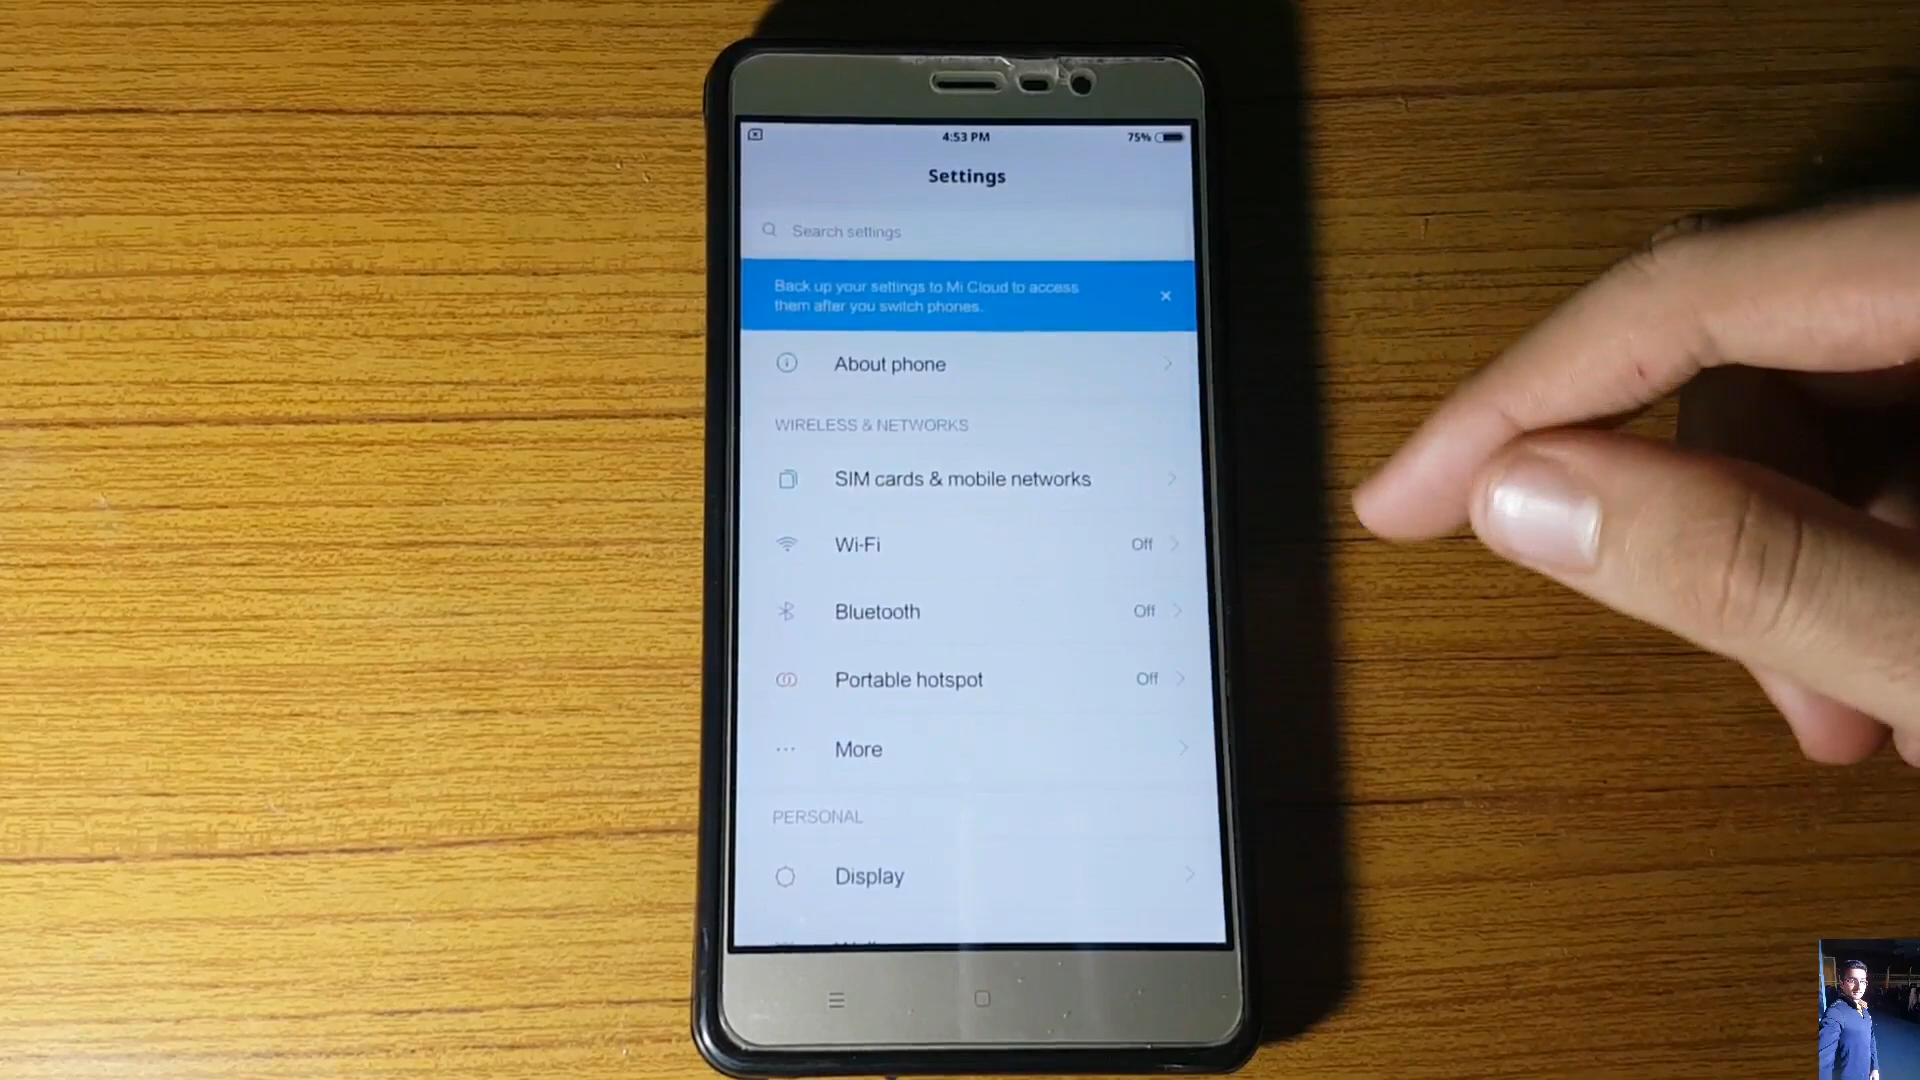 4:53 PM
75%
Settings
Search settings
Back up your settings to Mi Cloud to access
them after you switch phones.
About phone
WIRELESS & NETWORKS
SIM cards & mobile networks
Wi-Fi Off
Bluetooth Off
Portable hotspot Off
More
PERSONAL
Display